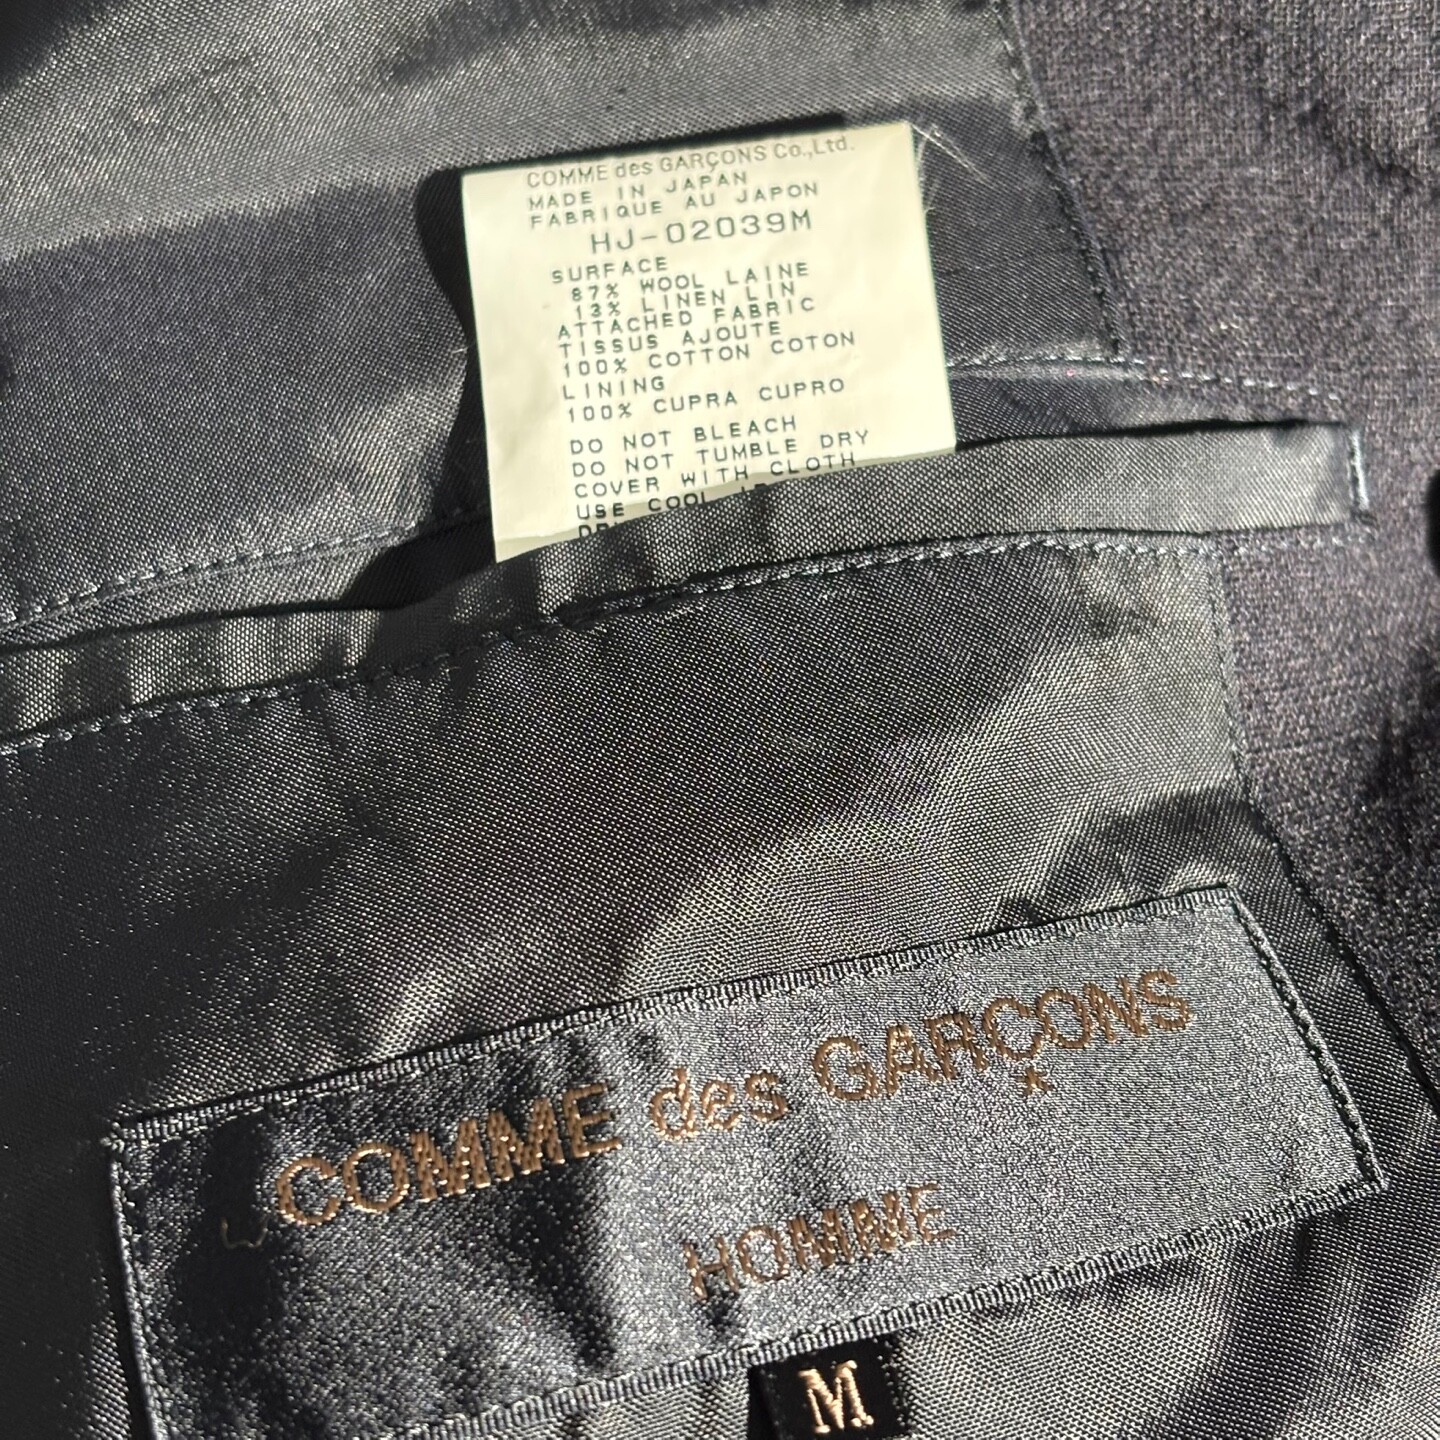 COMME des GARÇONS Co.,Ltd.
MADE IN JAPAN
FABRIQUE AU JAPON
HJ-02039M
SURFACE
87% WOOL LAINE
13% LINEN LIN
ATTACHED FABRIC
TISSUS AJOUTE
100% COTTON COTON
LINING
100% CUPRA CUPRO
DO NOT BLEACH
DO NOT TUMBLE DRY
COVER WITH CLOTH
USE COOL
COMME des GARÇONS
HOMME
M